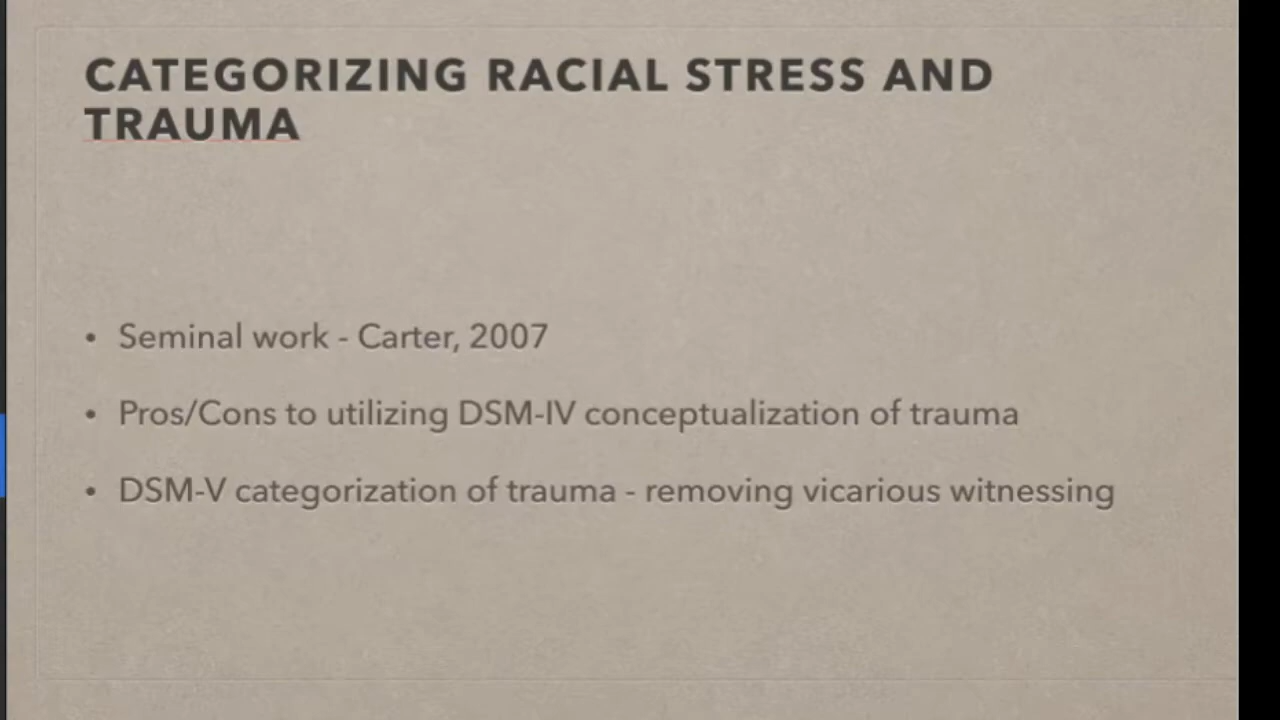 CATEGORIZING RACIAL STRESS AND
TRAUMA
• Seminal work - Carter, 2007
• Pros/Cons to utilizing DSM-IV conceptualization of trauma
• DSM-V categorization of trauma - removing vicarious witnessing